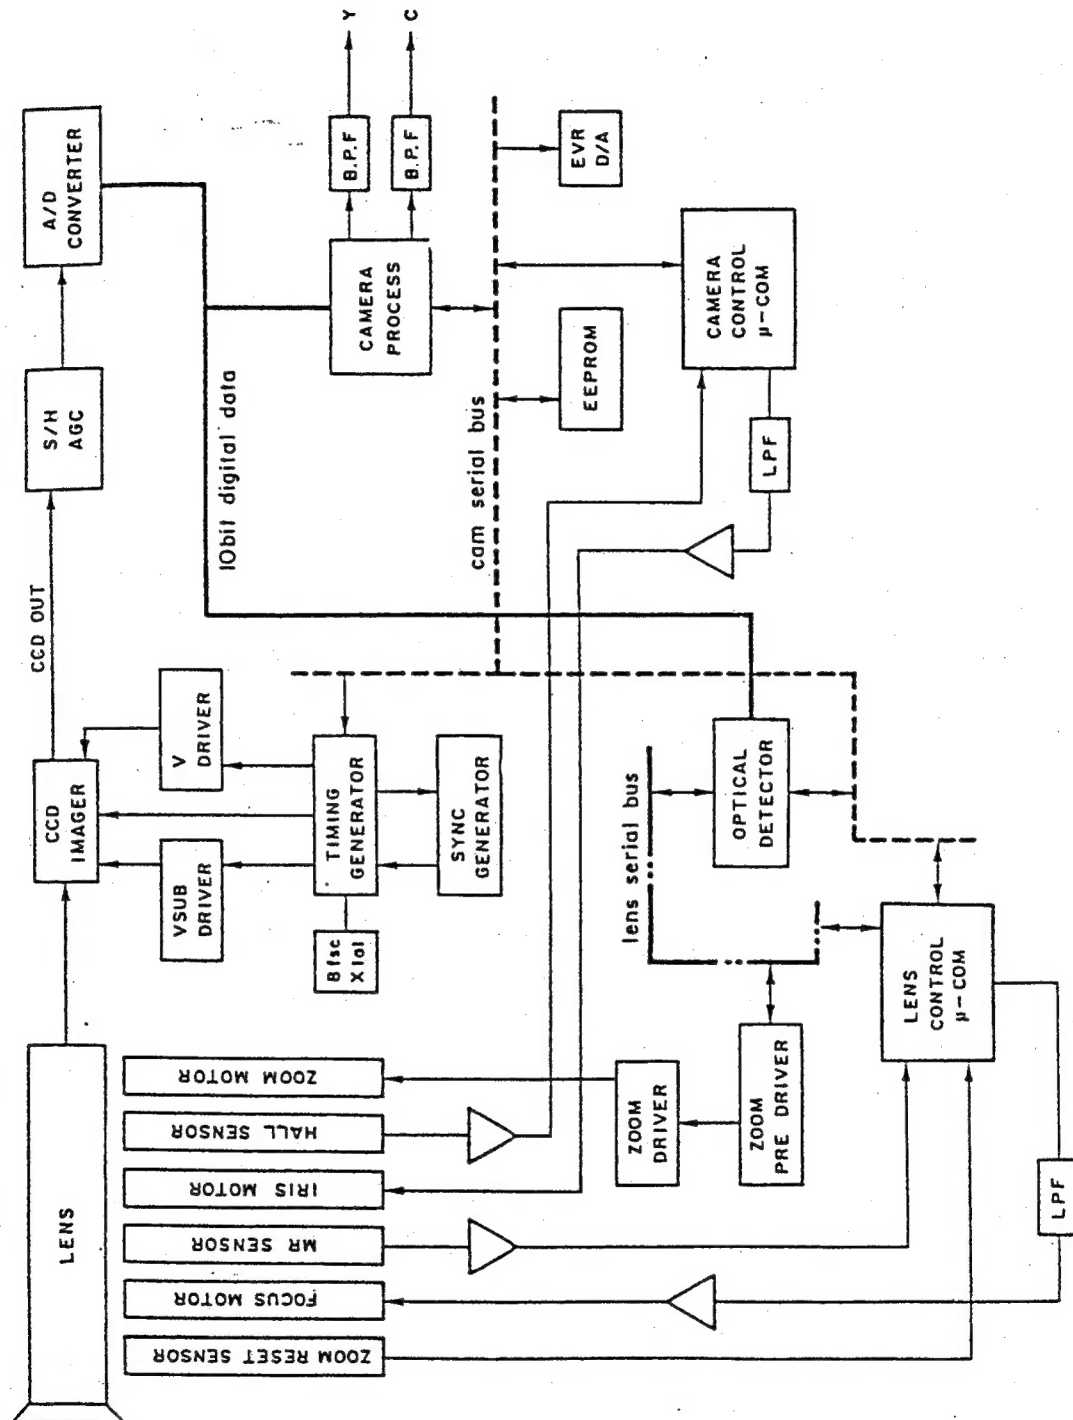 LENS
CCD
IMAGER
CCD OUT
S/H
AGC
A/D
CONVERTER
ZOOM RESET SENSOR
FOCUS MOTOR
MR SENSOR
IRIS MOTOR
HALL SENSOR
ZOOM MOTOR
VSUB
DRIVER
V
DRIVER
8fsc
Xtal
TIMING
GENERATOR
SYNC
GENERATOR
10bit digital data
CAMERA
PROCESS
B.P.F
Y
B.P.F
C
cam serial bus
EEPROM
EVR
D/A
ZOOM
DRIVER
lens serial bus
OPTICAL
DETECTOR
ZOOM
PRE DRIVER
LPF
CAMERA
CONTROL
μ-COM
LENS
CONTROL
μ-COM
LPF